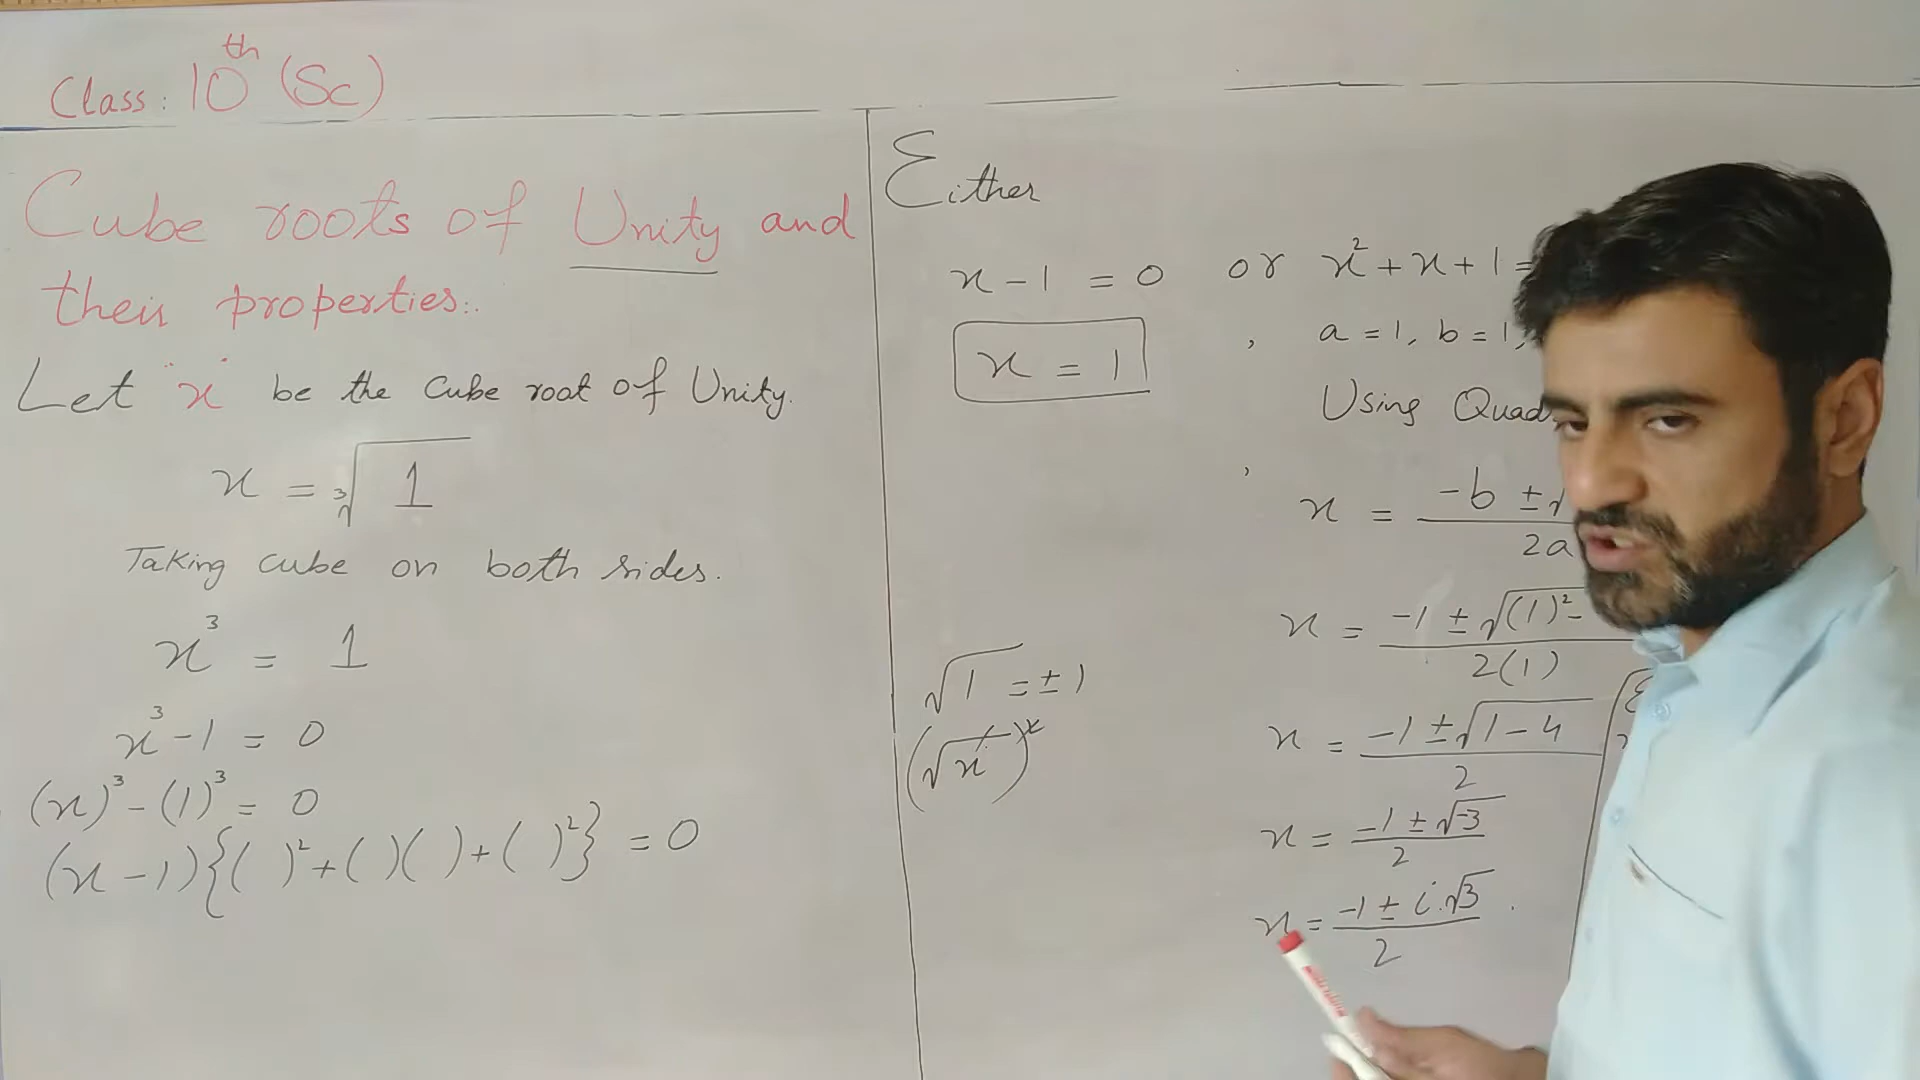 Class: 10th (Sc)
Cube roots of Unity and
their properties:.
Let "x" be the Cube root of Unity.
x = ∛1
Taking cube on both sides.
x³ = 1
x³ - 1 = 0
(x)³ - (1)³ = 0
(x - 1){( )² + ( )( ) + ( )²} = 0
Either
x - 1 = 0 or x² + x + 1 =
x = 1 , a = 1, b = 1,
Using Quad
, x = -b ± √ / 2a
x = -1 ± √(1)² - / 2(1)
√1 = ± 1
(√x)²
x = -1 ± √1 - 4 / 2
x = -1 ± √-3 / 2
x = -1 ± i.√3 / 2 .